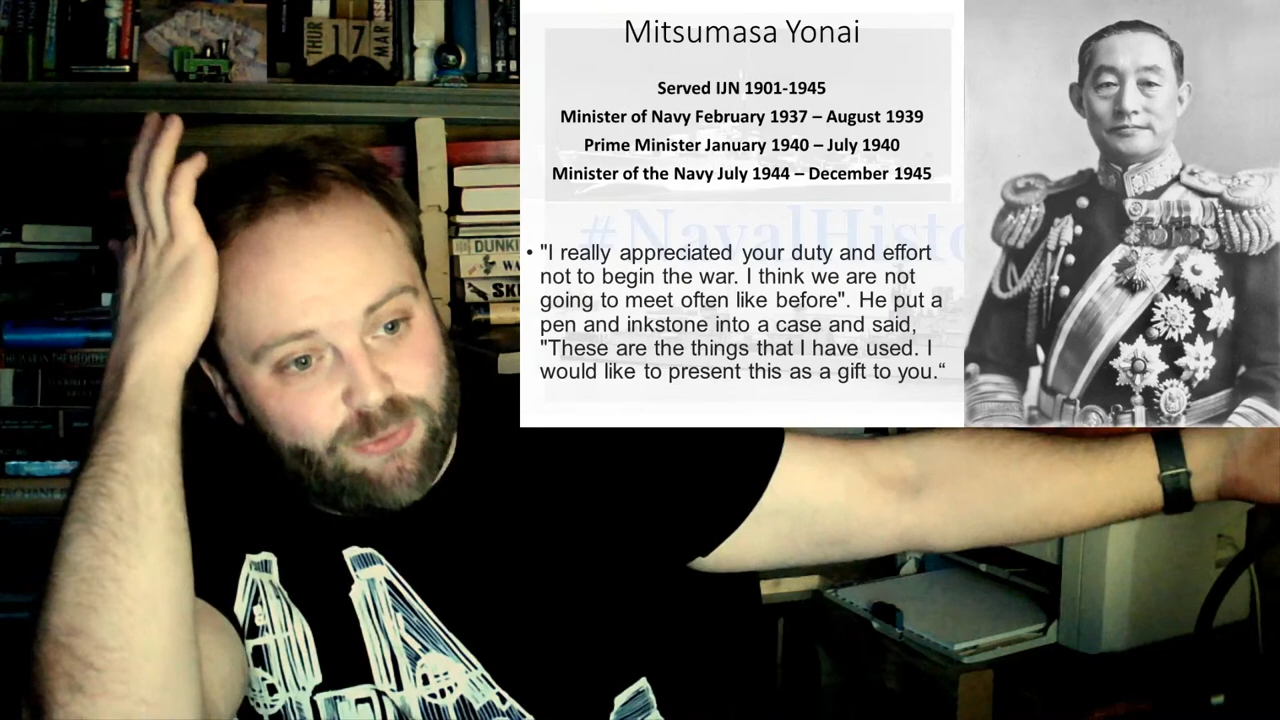 THUR
17
MAR
Mitsumasa Yonai
Served IJN 1901-1945
Minister of Navy February 1937 – August 1939
Prime Minister January 1940 – July 1940
Minister of the Navy July 1944 – December 1945
#NavalHisto
• "I really appreciated your duty and effort
not to begin the war. I think we are not
going to meet often like before". He put a
pen and inkstone into a case and said,
"These are the things that I have used. I
would like to present this as a gift to you.“
DUNKI